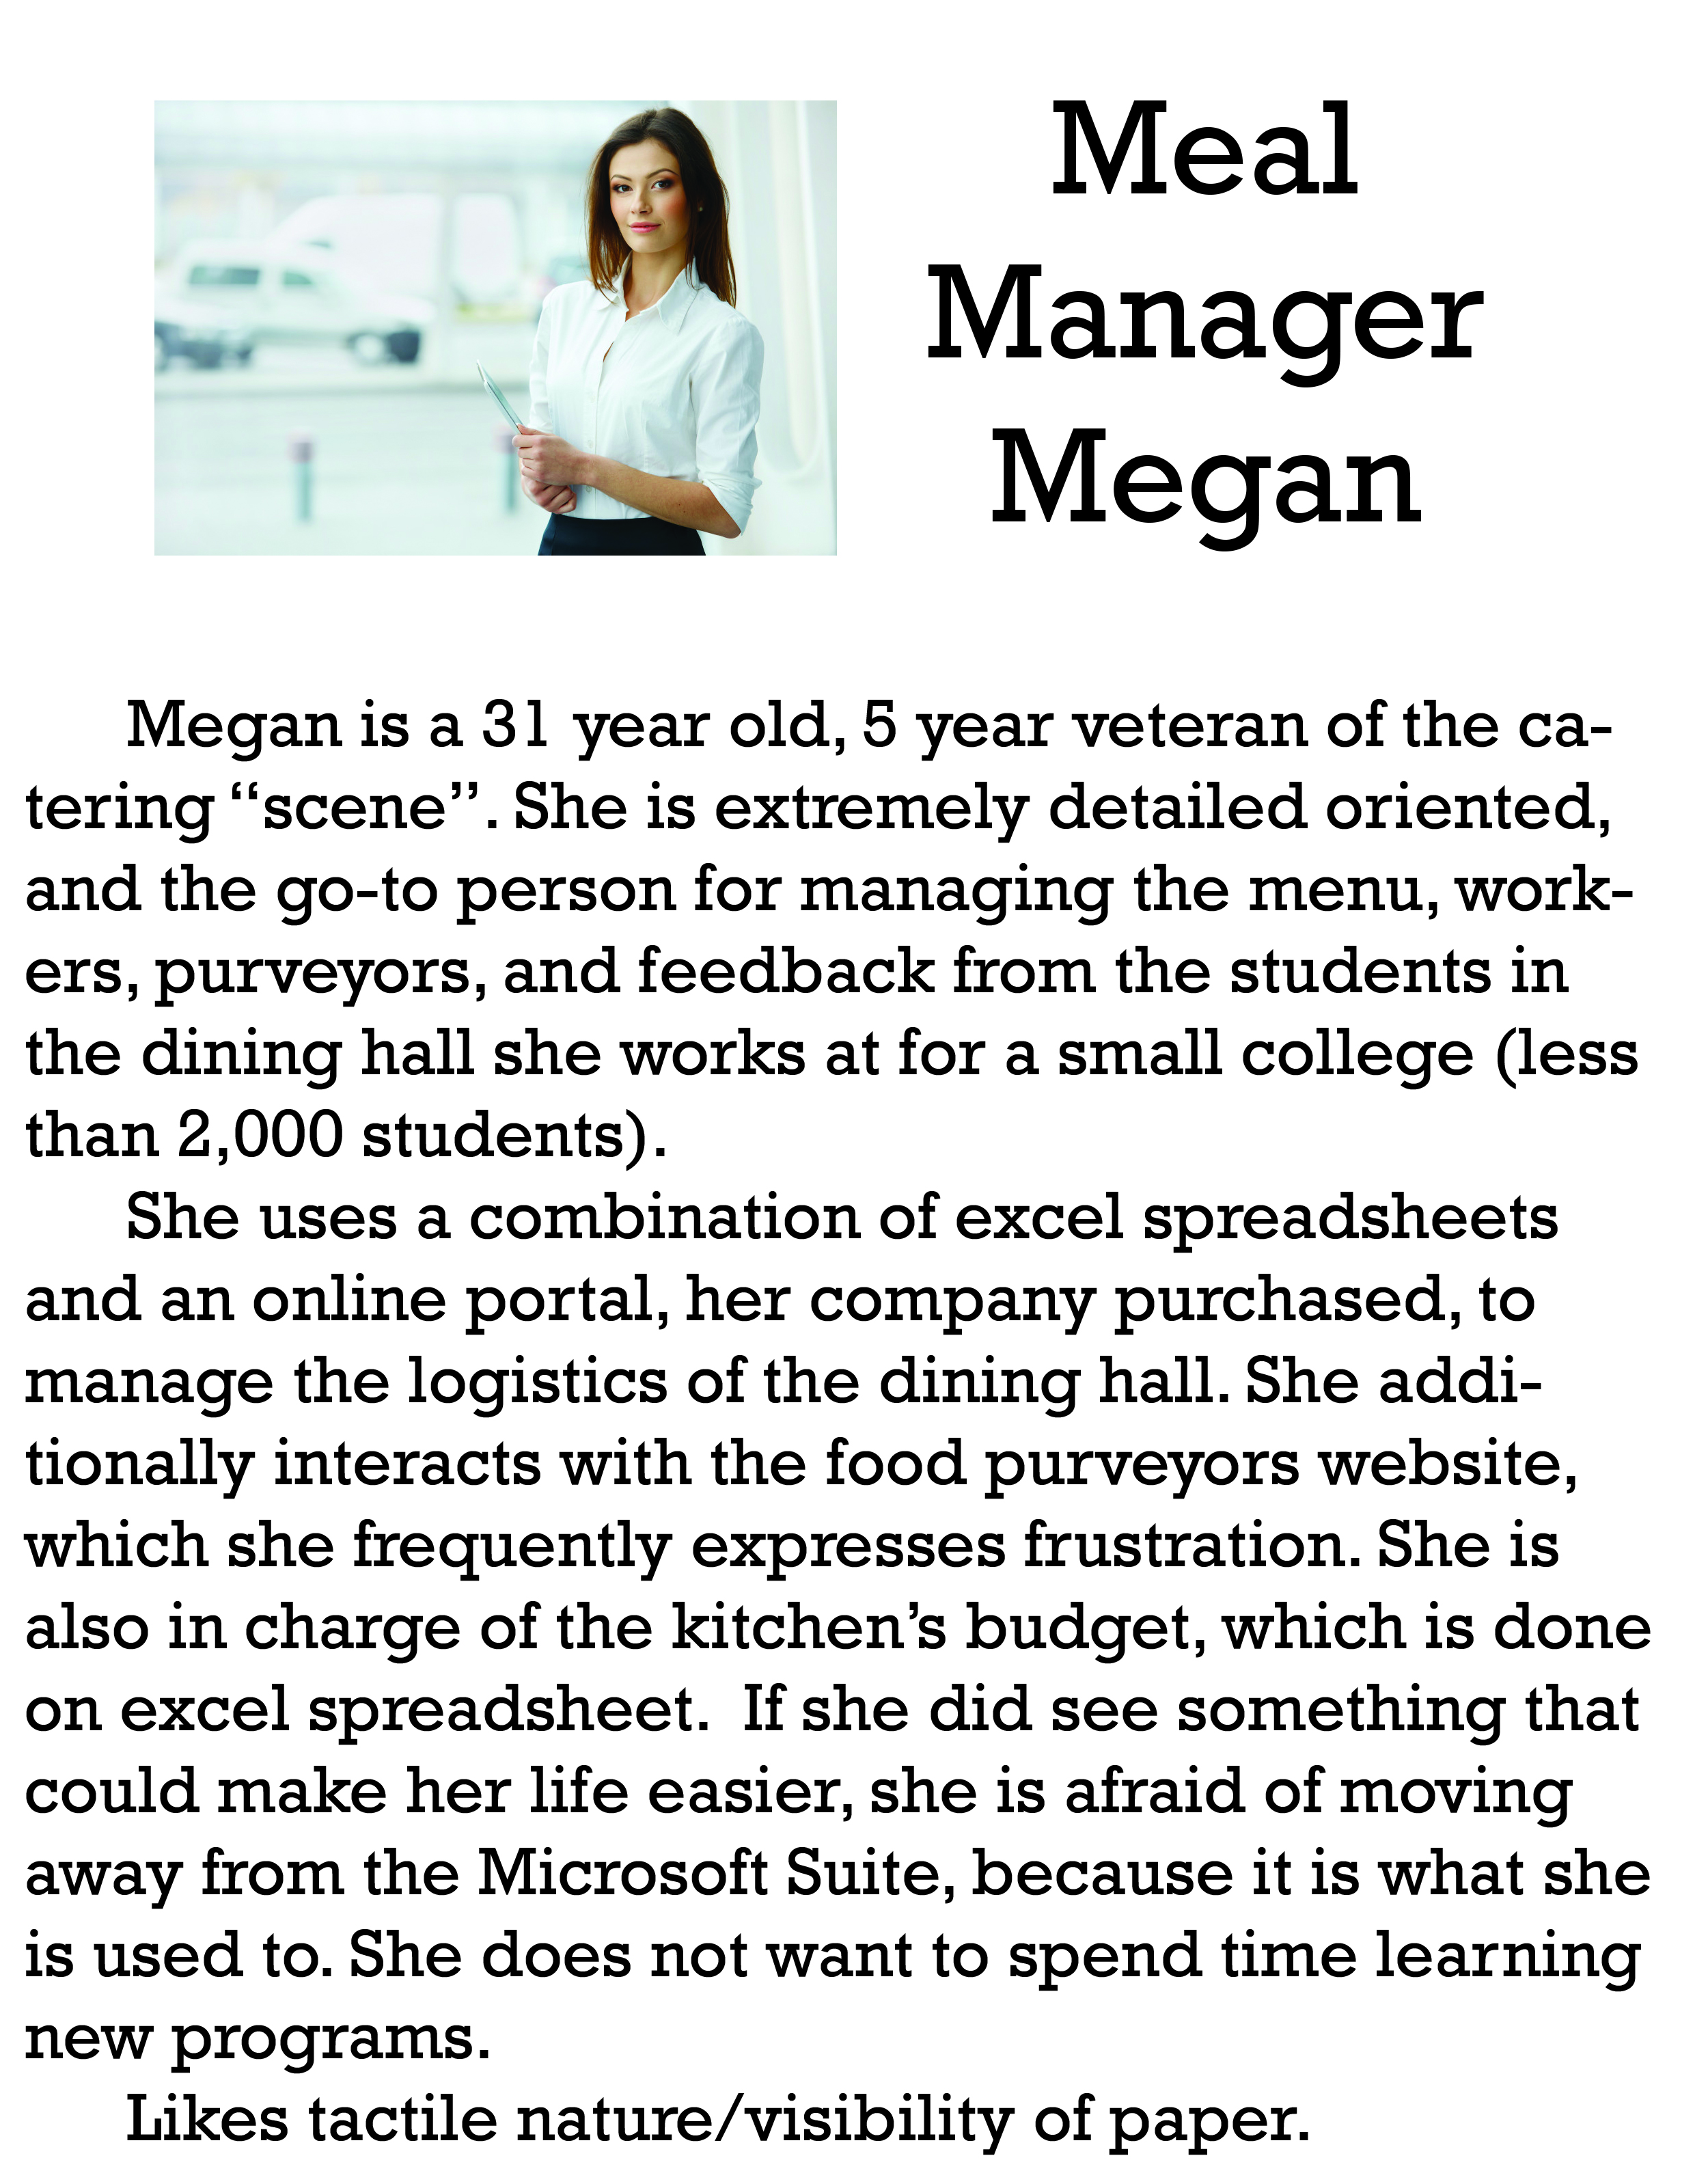 Meal
Manager
Megan
Megan is a 31 year old, 5 year veteran of the ca-
tering “scene”. She is extremely detailed oriented,
and the go-to person for managing the menu, work-
ers, purveyors, and feedback from the students in
the dining hall she works at for a small college (less
than 2,000 students).
She uses a combination of excel spreadsheets
and an online portal, her company purchased, to
manage the logistics of the dining hall. She addi-
tionally interacts with the food purveyors website,
which she frequently expresses frustration. She is
also in charge of the kitchen’s budget, which is done
on excel spreadsheet.  If she did see something that
could make her life easier, she is afraid of moving
away from the Microsoft Suite, because it is what she
is used to. She does not want to spend time learning
new programs.
Likes tactile nature/visibility of paper.